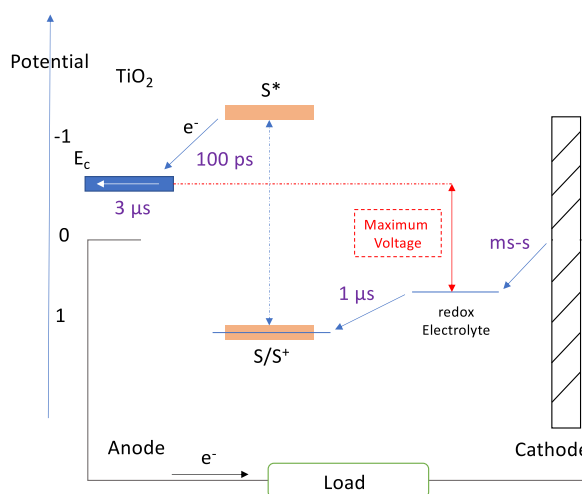 Potential
TiO₂
S*
-1
e⁻
E꜀
100 ps
3 μs
Maximum
Voltage
0
ms-s
1 μs
1
redox
Electrolyte
S/S⁺
Anode
Cathode
e⁻
Load